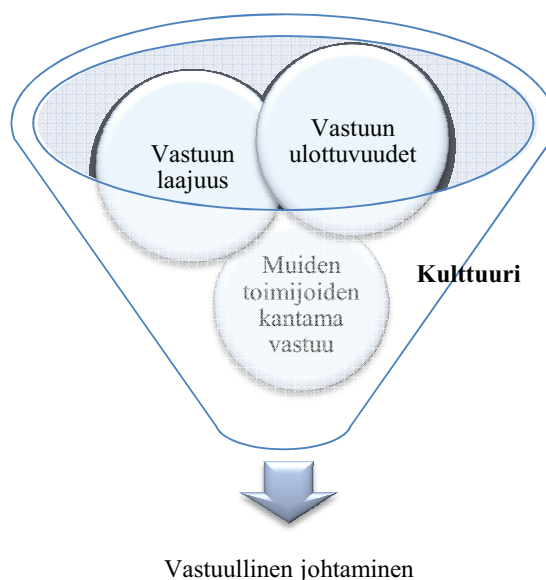 Vastuun
laajuus
Vastuun
ulottuvuudet
Muiden
toimijoiden
kantama
vastuu
Kulttuuri
Vastuullinen johtaminen